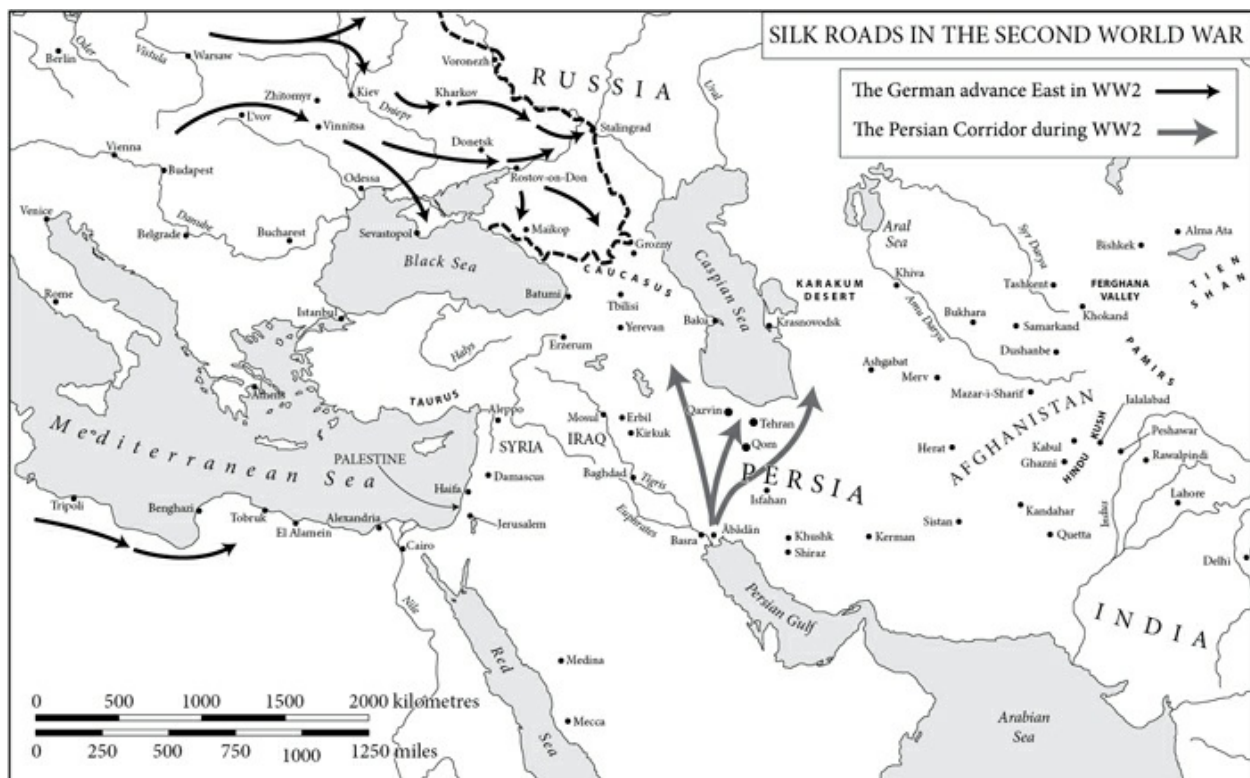 SILK ROADS IN THE SECOND WORLD WAR
The German advance East in WW2
The Persian Corridor during WW2
Berlin
Oder
Vistula
Warsaw
Voronezh
RUSSIA
Ural
Zhitomyr
Kiev
Kharkov
Dniepr
L'vov
Vinnitsa
Stalingrad
Donetsk
Vienna
Budapest
Rostov-on-Don
Odessa
Venice
Danube
Belgrade
Bucharest
Sevastopol
Maikop
Grozny
Aral
Sea
Syr Darya
Bishkek
Alma Ata
TIEN
SHAN
Black Sea
CAUCASUS
Caspian Sea
KARAKUM
DESERT
Khiva
Tashkent
FERGHANA
VALLEY
Khokand
Rome
Batumi
Tbilisi
Istanbul
Baku
Krasnovodsk
Amu Darya
Bukhara
Samarkand
Yerevan
Halys
Erzerum
Dushanbe
PAMIRS
Ashgabat
Merv
Mazar-i-Sharif
Athens
TAURUS
Aleppo
Mosul
Erbil
Kirkuk
Qazvin
Tehran
Qom
Jalalabad
Mediterranean Sea
SYRIA
IRAQ
AFGHANISTAN
HINDU KUSH
Peshawar
Rawalpindi
Herat
Kabul
Ghazni
PALESTINE
Damascus
Baghdad
Tigris
PERSIA
Isfahan
Haifa
Lahore
Tripoli
Benghazi
Tobruk
El Alamein
Alexandria
Jerusalem
Euphrates
Kandahar
Indus
Sistan
Quetta
Cairo
Basra
Ābādān
Khushk
Shiraz
Kerman
Delhi
Nile
Persian Gulf
INDIA
Red
Sea
Medina
Mecca
Arabian
Sea
0 500 1000 1500 2000 kilometres
0 250 500 750 1000 1250 miles